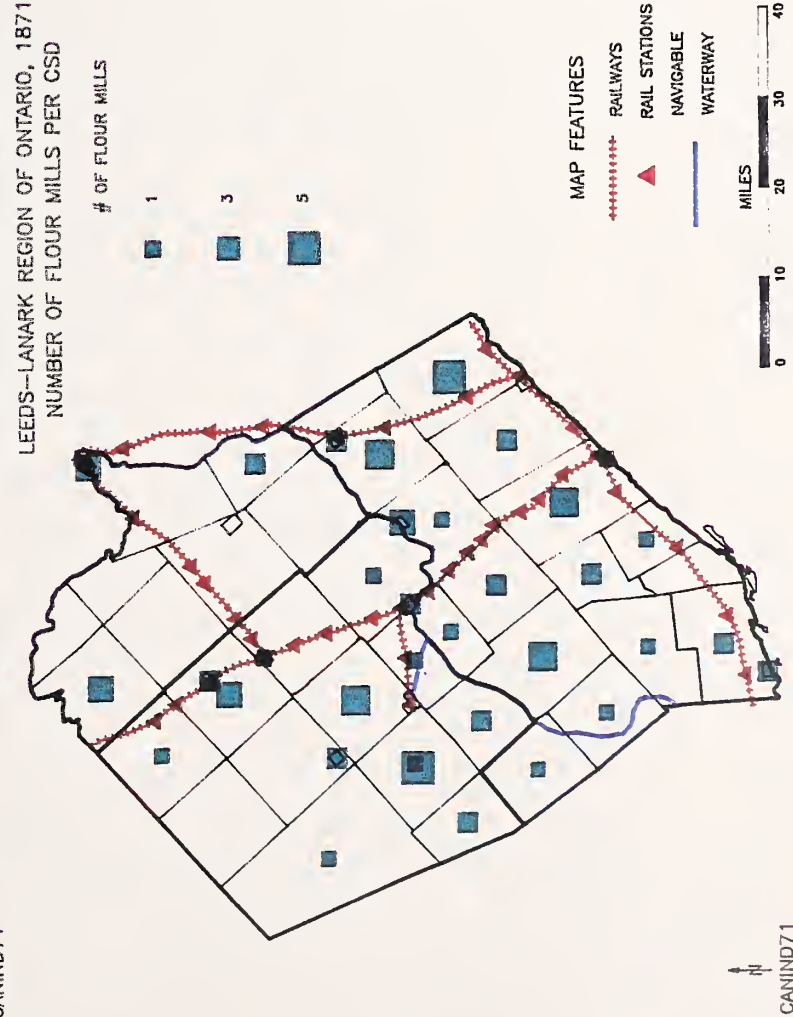 LEEDS-LANARK REGION OF ONTARIO, 1871
NUMBER OF FLOUR MILLS PER CSD
# OF FLOUR MILLS
1
3
5
MAP FEATURES
RAILWAYS
RAIL STATIONS
NAVIGABLE
WATERWAY
MILES
0 10 20 30 40
N
CANIND71